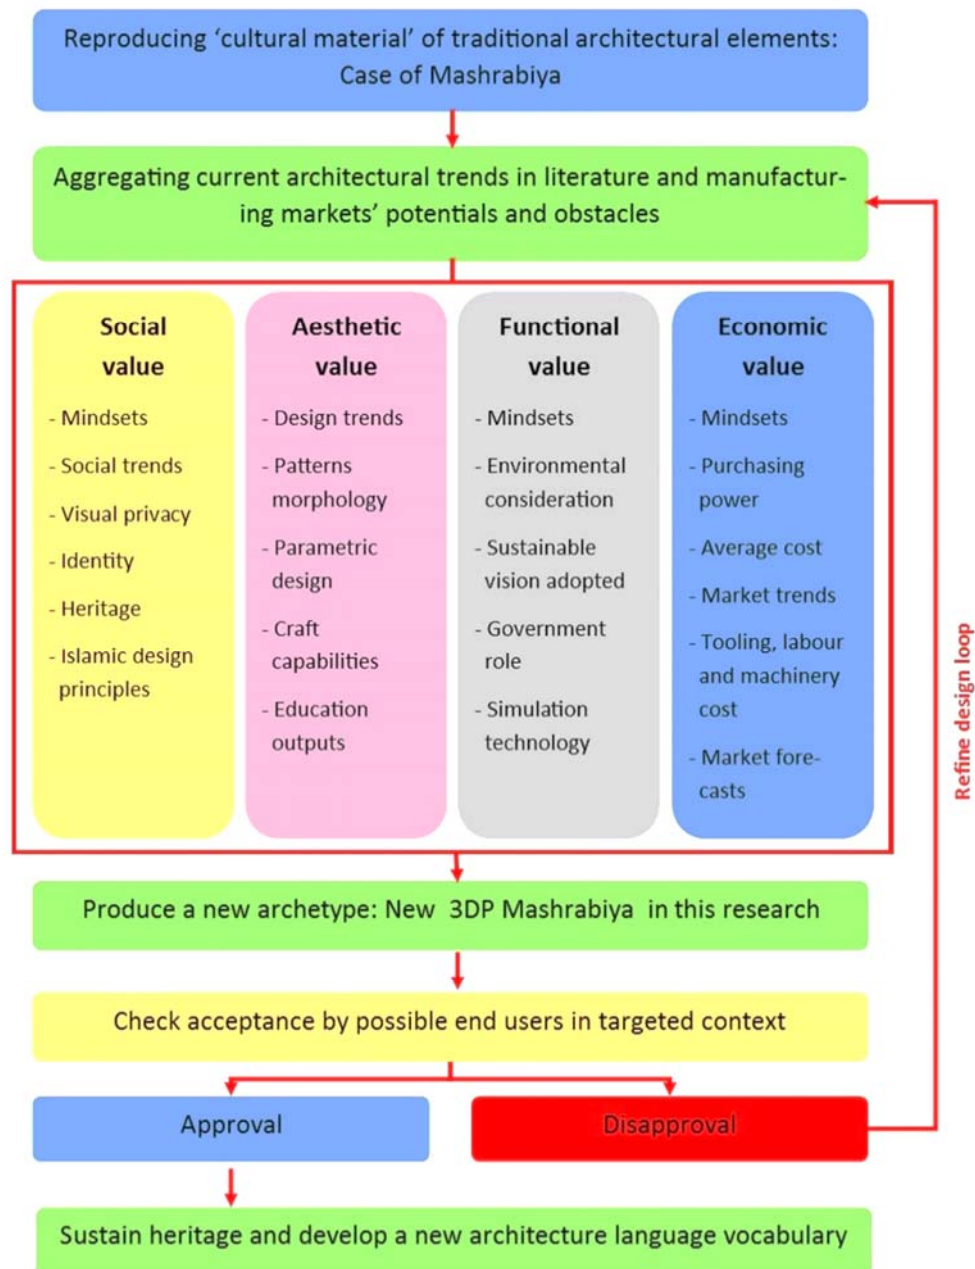 Reproducing ‘cultural material’ of traditional architectural elements:
Case of Mashrabiya
Aggregating current architectural trends in literature and manufactur-
ing markets’ potentials and obstacles
Social
value
- Mindsets
- Social trends
- Visual privacy
- Identity
- Heritage
- Islamic design
principles
Aesthetic
value
- Design trends
- Patterns
morphology
- Parametric
design
- Craft
capabilities
- Education
outputs
Functional
value
- Mindsets
- Environmental
consideration
- Sustainable
vision adopted
- Government
role
- Simulation
technology
Economic
value
- Mindsets
- Purchasing
power
- Average cost
- Market trends
- Tooling, labour
and machinery
cost
- Market fore-
casts
Refine design loop
Produce a new archetype: New 3DP Mashrabiya in this research
Check acceptance by possible end users in targeted context
Approval
Disapproval
Sustain heritage and develop a new architecture language vocabulary